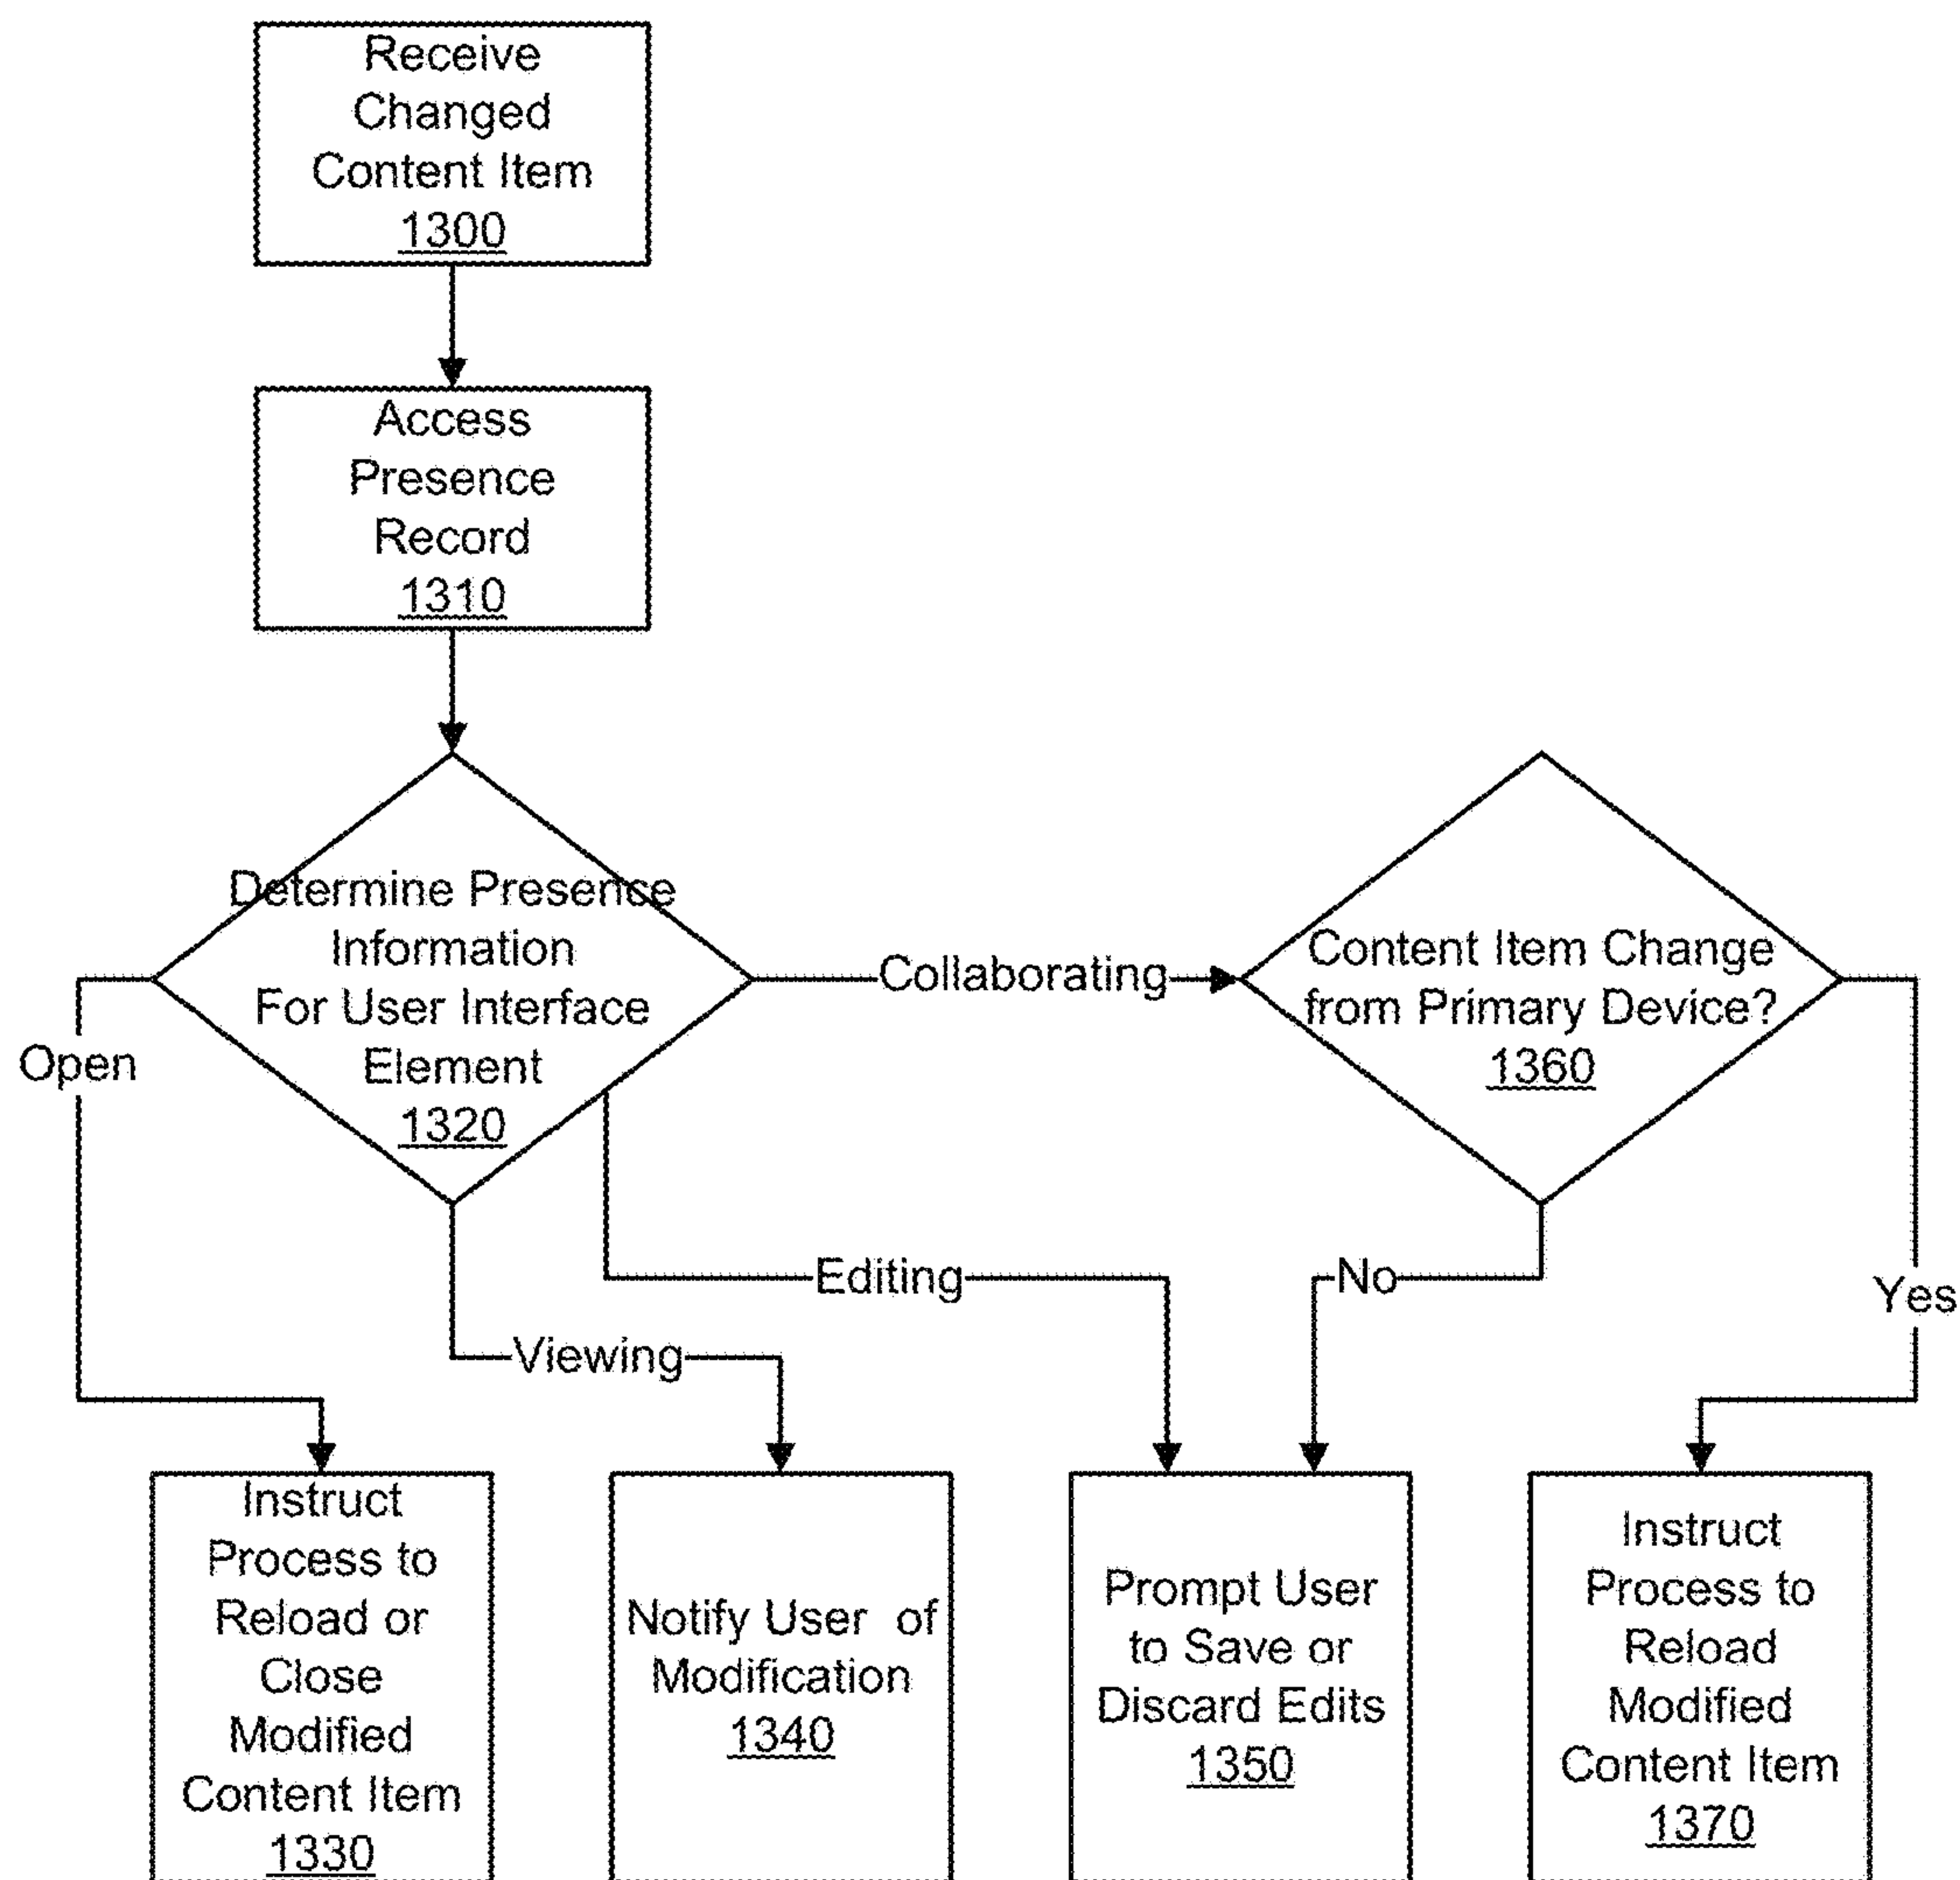 Receive
Changed
Content Item
1300
Access
Presence
Record
1310
Determine Presence
Information
For User Interface
Element
1320
Collaborating
Content Item Change
from Primary Device?
1360
Open
Editing
No
Yes
Viewing
Instruct
Process to
Reload or
Close
Modified
Content Item
1330
Notify User of
Modification
1340
Prompt User
to Save or
Discard Edits
1350
Instruct
Process to
Reload
Modified
Content Item
1370